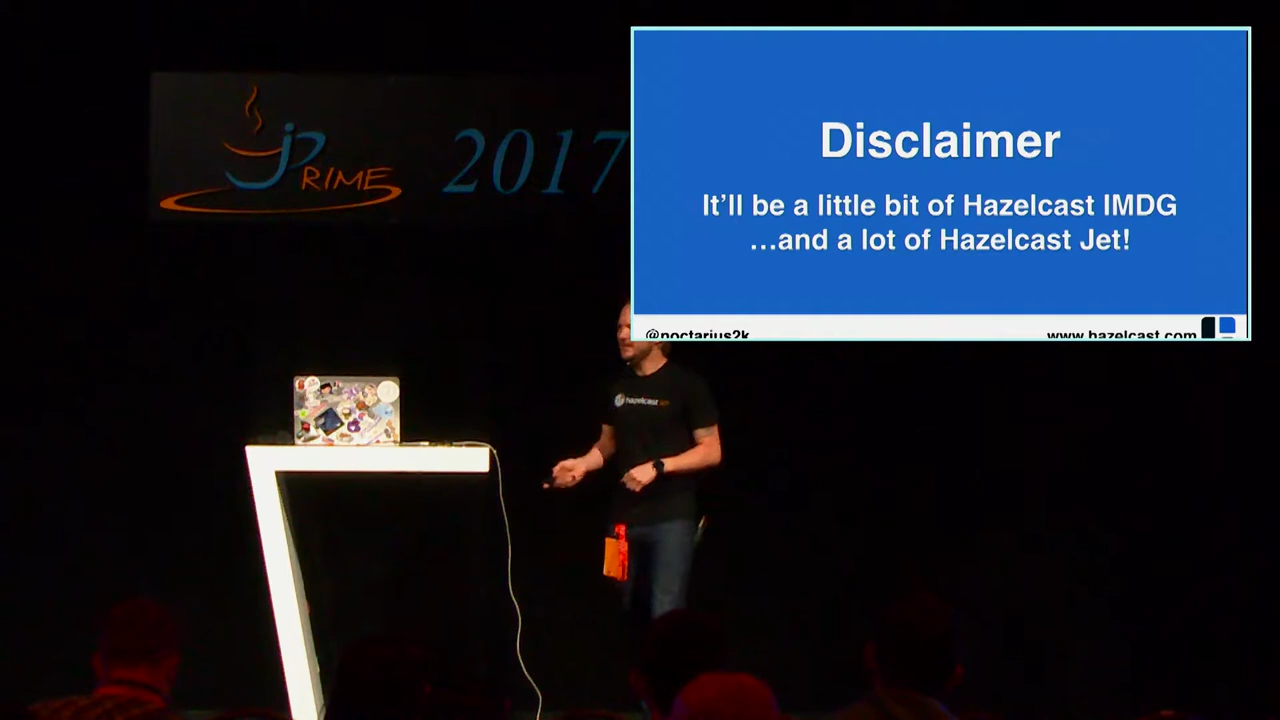 jPRIME 2017
Disclaimer
It'll be a little bit of Hazelcast IMDG
...and a lot of Hazelcast Jet!
@noctarius2k
www.hazelcast.com
hazelcast